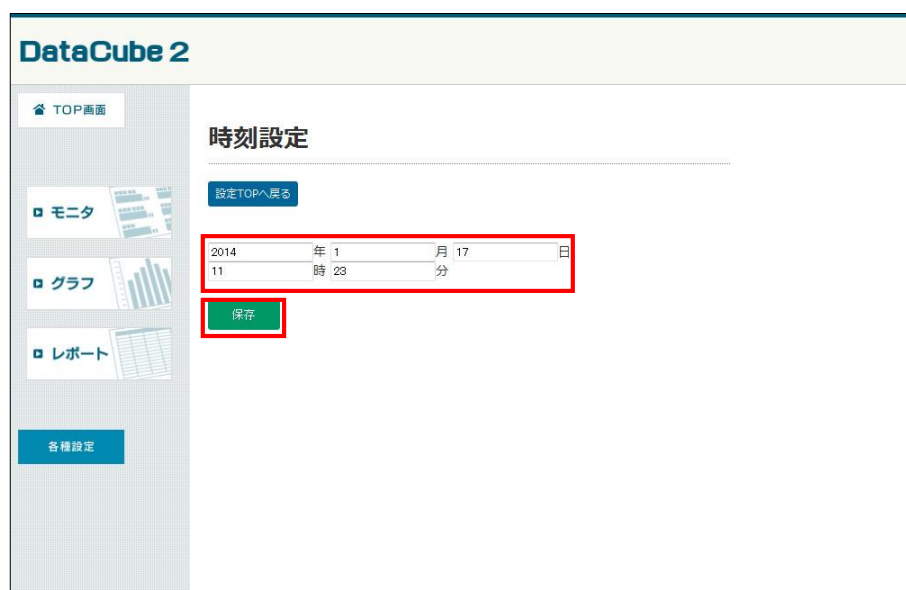 DataCube 2
TOP画面
時刻設定
設定TOPへ戻る
モニタ
2014 年 1 月 17 日
11 時 23 分
グラフ
保存
レポート
各種設定